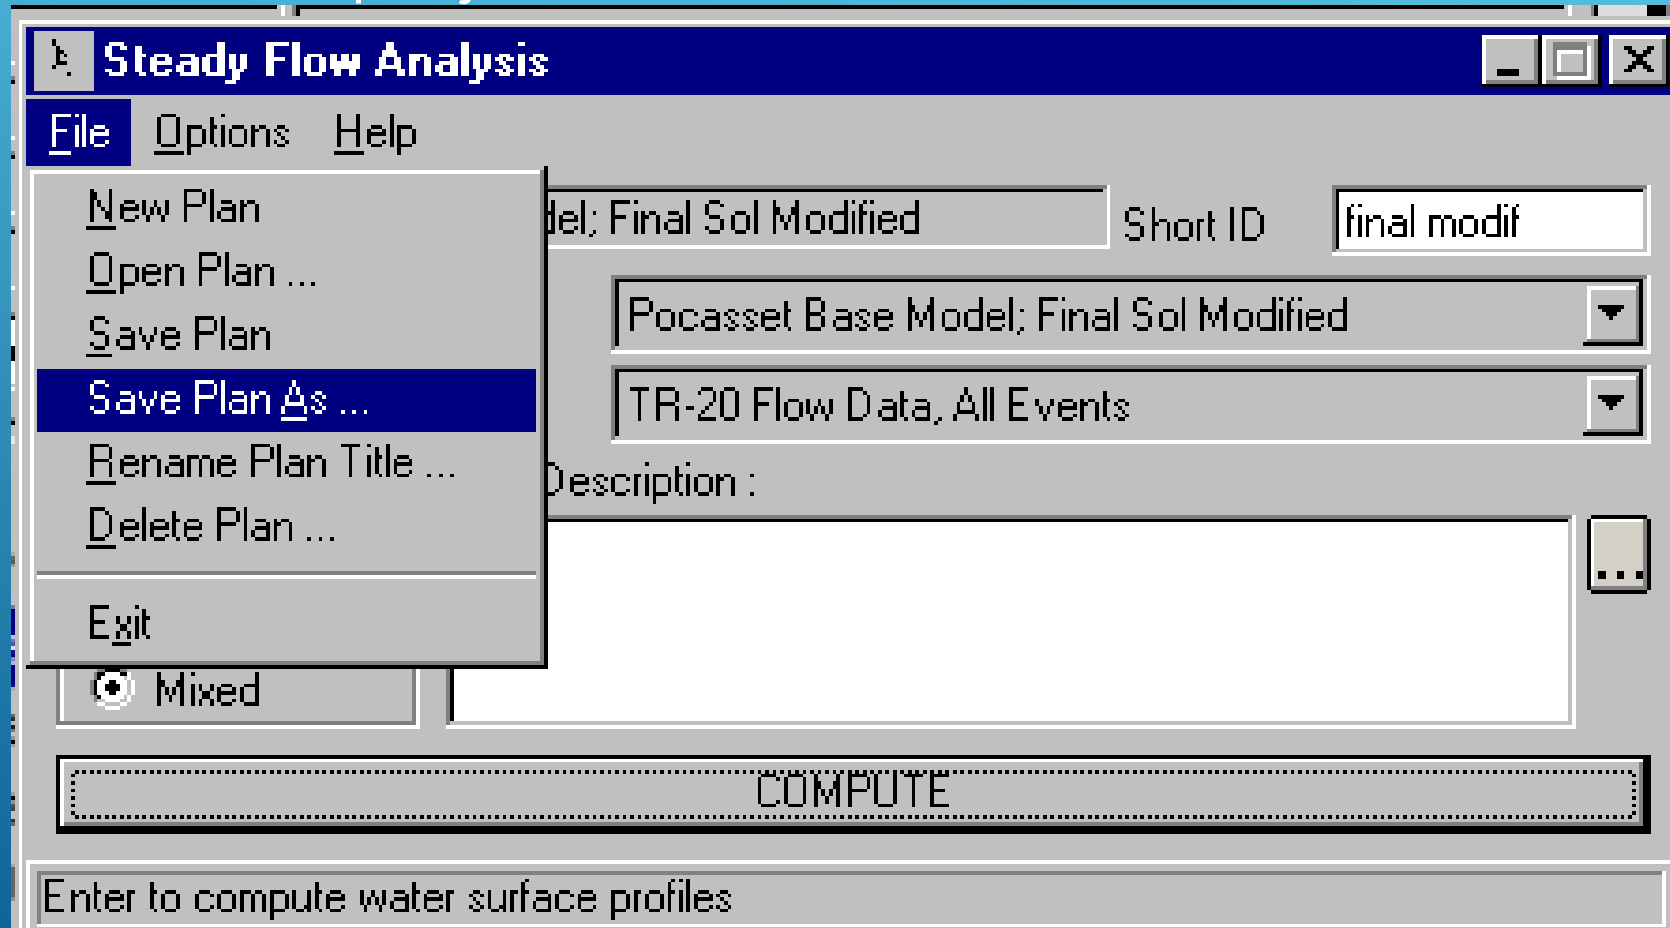 Steady Flow Analysis
File Options Help
New Plan
Open Plan ...
Save Plan
Save Plan As ...
Rename Plan Title ...
Delete Plan ...
Exit
; Final Sol Modified Short ID final modif
Pocasset Base Model; Final Sol Modified
TR-20 Flow Data, All Events
Description :
...
Mixed
COMPUTE
Enter to compute water surface profiles